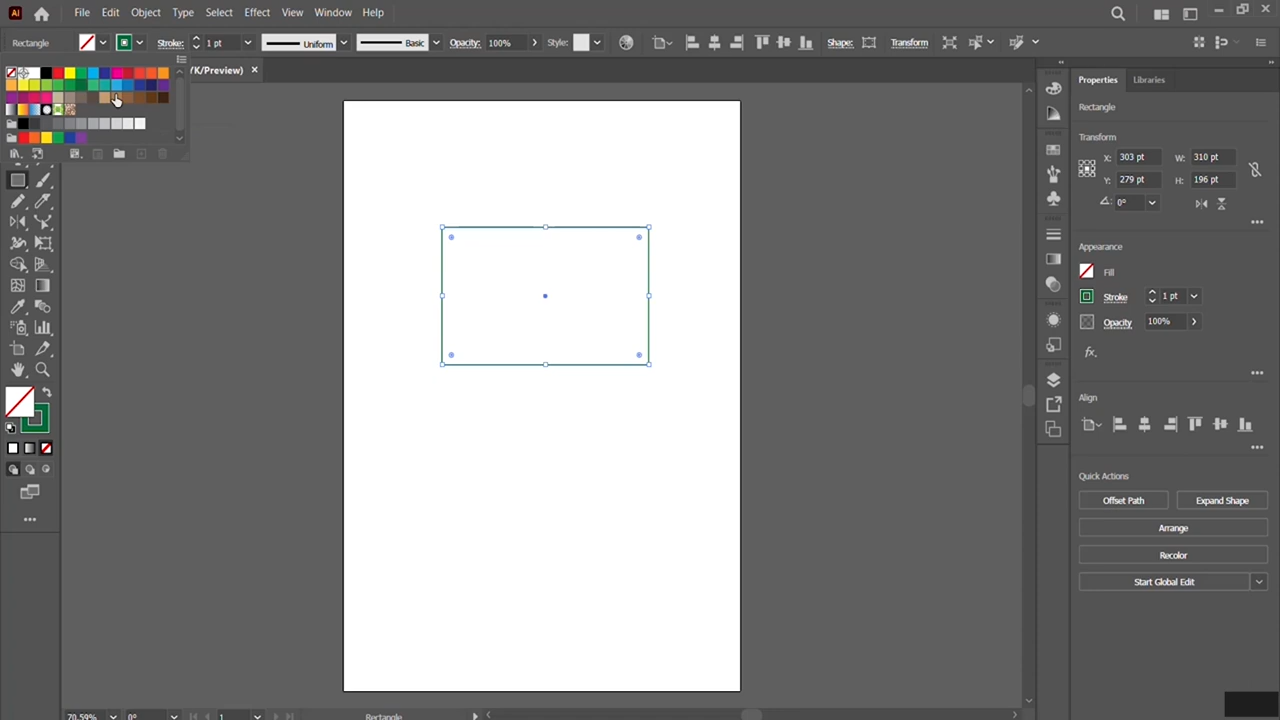 Ai File Edit Object Type Select Effect View Window Help
Rectangle Stroke: 1 pt Uniform Basic Opacity: 100% Style: Shape: Transform
YK/Preview) ×
Properties Libraries
Rectangle
Transform
X: 303 pt W: 310 pt
Y: 279 pt H: 196 pt
0°
Appearance
Fill
Stroke 1 pt
Opacity 100%
fx.
Align
Quick Actions
Offset Path Expand Shape
Arrange
Recolor
Start Global Edit
70.59% 0° 1 Rectangle